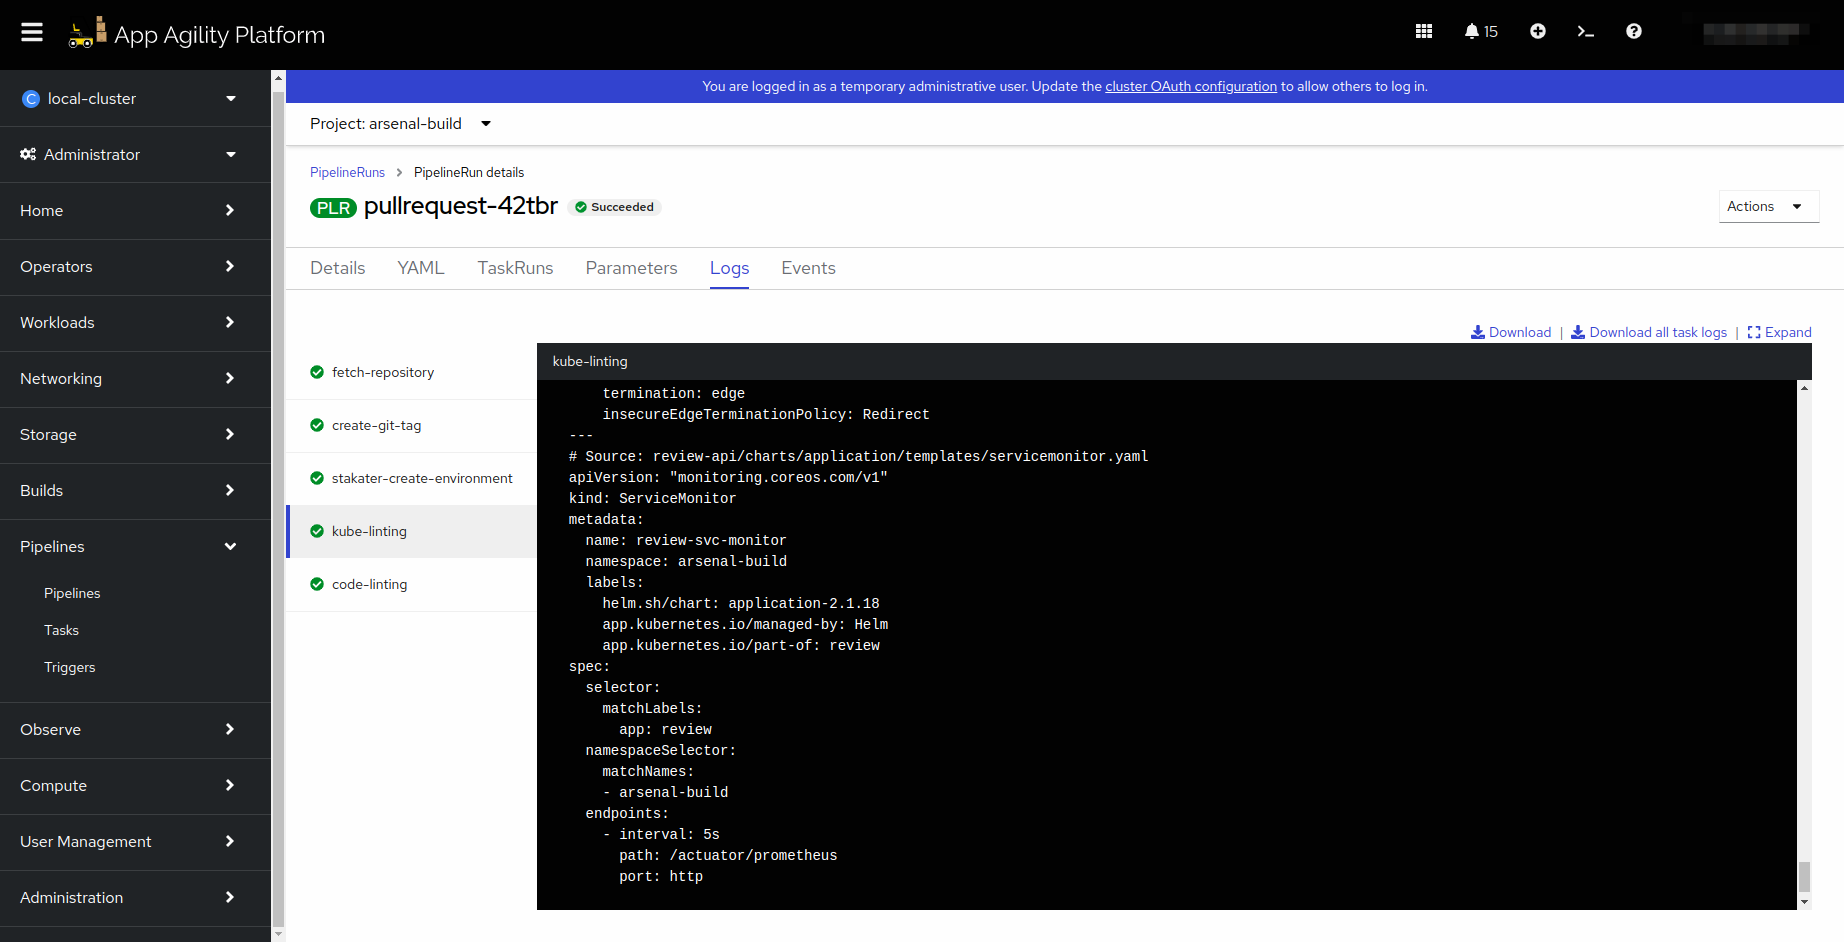 App Agility Platform
15
You are logged in as a temporary administrative user. Update the cluster OAuth configuration to allow others to log in.
C local-cluster
Administrator
Home
Operators
Workloads
Networking
Storage
Builds
Pipelines
Pipelines
Tasks
Triggers
Observe
Compute
User Management
Administration
Project: arsenal-build
PipelineRuns > PipelineRun details
PLR pullrequest-42tbr Succeeded
Actions
Details YAML TaskRuns Parameters Logs Events
Download | Download all task logs | Expand
fetch-repository
create-git-tag
stakater-create-environment
kube-linting
code-linting
kube-linting
termination: edge
insecureEdgeTerminationPolicy: Redirect
---
# Source: review-api/charts/application/templates/servicemonitor.yaml
apiVersion: "monitoring.coreos.com/v1"
kind: ServiceMonitor
metadata:
name: review-svc-monitor
namespace: arsenal-build
labels:
helm.sh/chart: application-2.1.18
app.kubernetes.io/managed-by: Helm
app.kubernetes.io/part-of: review
spec:
selector:
matchLabels:
app: review
namespaceSelector:
matchNames:
- arsenal-build
endpoints:
- interval: 5s
path: /actuator/prometheus
port: http